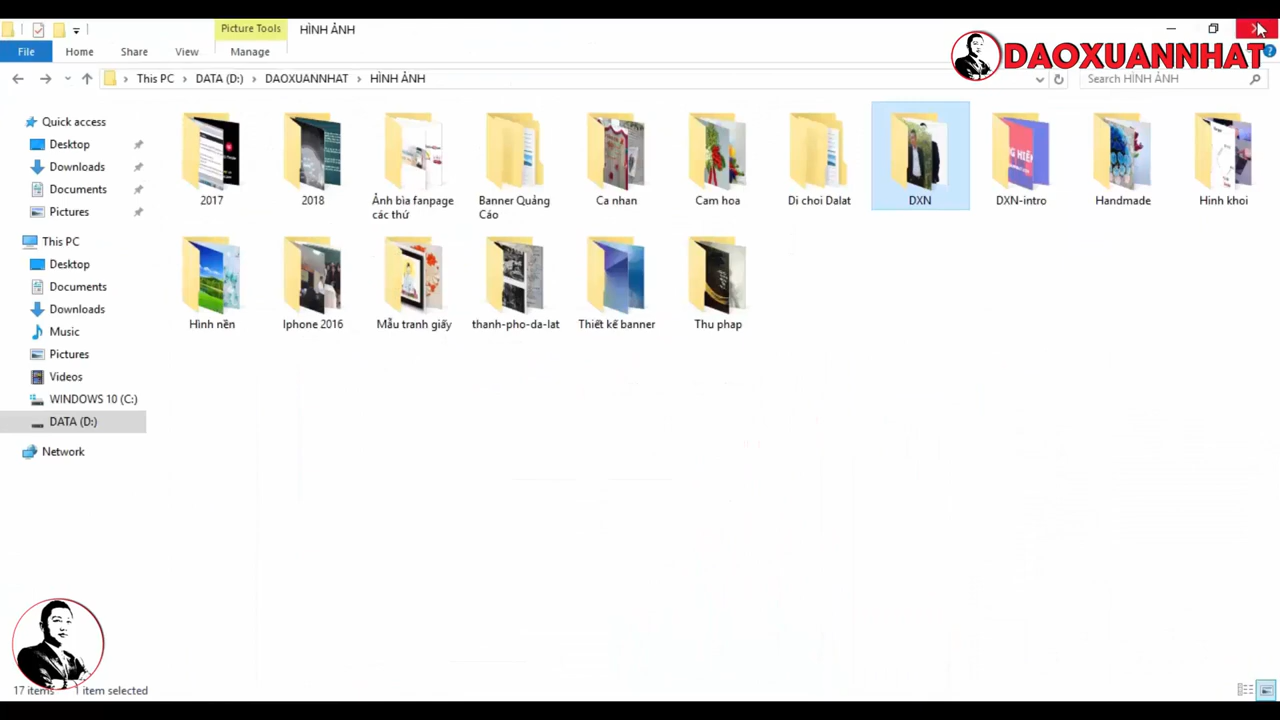 Picture Tools HÌNH ẢNH
File Home Share View Manage
DAOXUANNHAT
This PC DATA (D:) DAOXUANNHAT HÌNH ẢNH Search HÌNH ẢNH
Quick access
Desktop
Downloads
Documents
Pictures
This PC
Desktop
Documents
Downloads
Music
Pictures
Videos
WINDOWS 10 (C:)
DATA (D:)
Network
2017
2018
Ảnh bìa fanpage
các thứ
Banner Quảng
Cáo
Ca nhan
Cam hoa
Di choi Dalat
DXN
DXN-intro
Handmade
Hinh khoi
Hình nền
Iphone 2016
Mẫu tranh giấy
thanh-pho-da-lat
Thiết kế banner
Thu phap
17 items 1 item selected